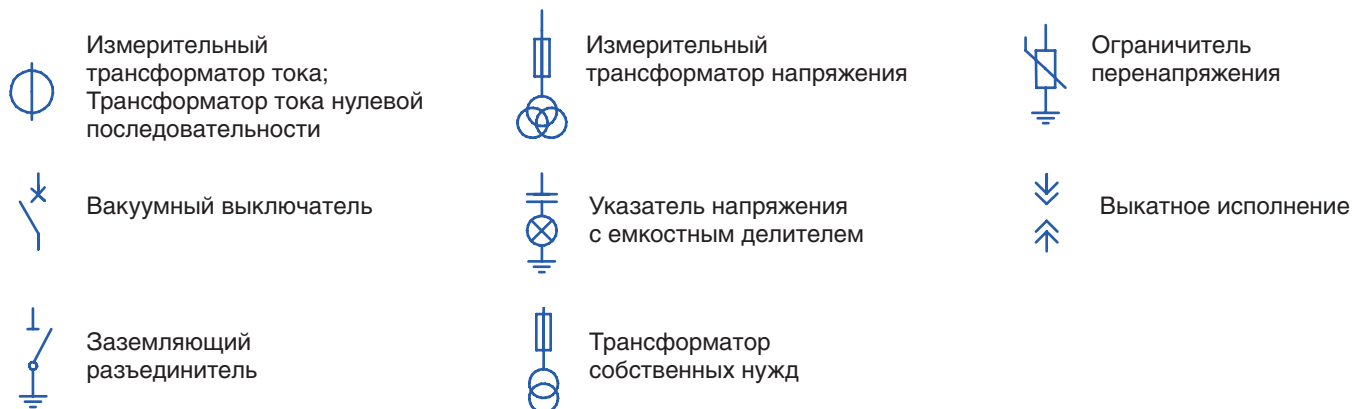 Измерительный
трансформатор тока;
Трансформатор тока нулевой
последовательности
Измерительный
трансформатор напряжения
Ограничитель
перенапряжения
Вакуумный выключатель
Указатель напряжения
с емкостным делителем
Выкатное исполнение
Заземляющий
разъединитель
Трансформатор
собственных нужд